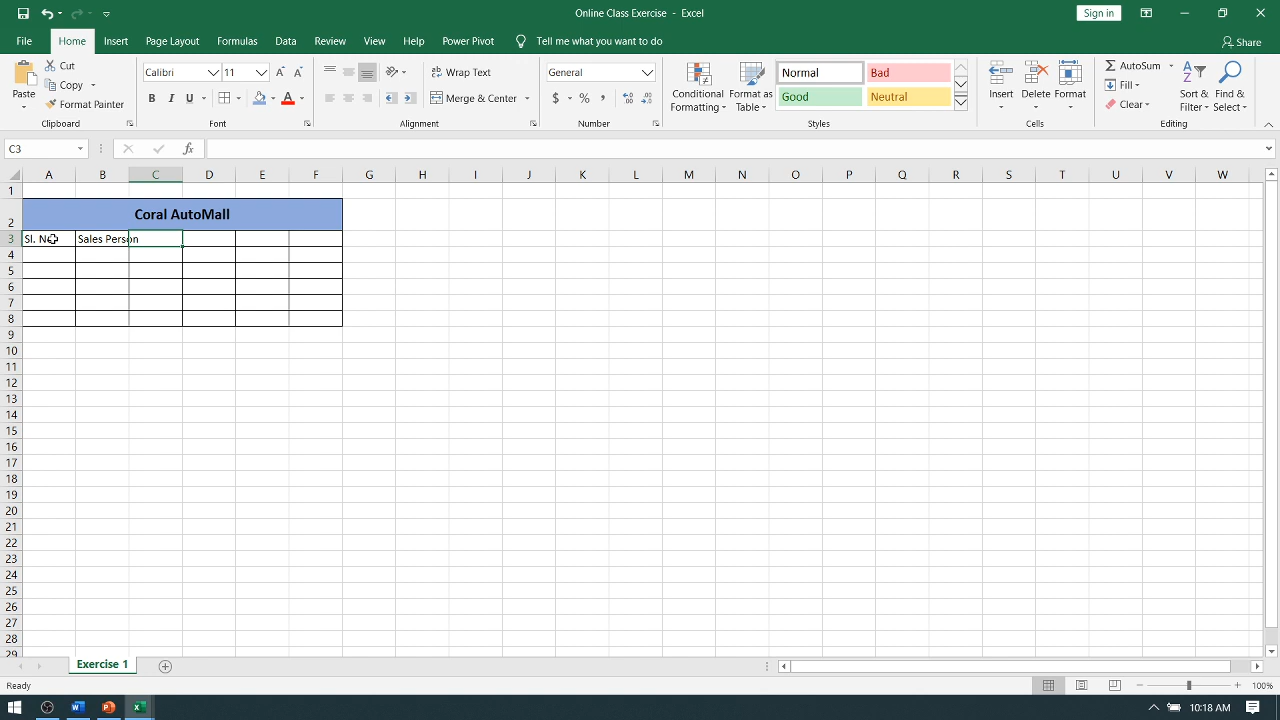 Online Class Exercise - Excel
Sign in
File Home Insert Page Layout Formulas Data Review View Help Power Pivot Tell me what you want to do Share
Paste
Cut
Copy
Format Painter
Clipboard
Calibri 11
B I U A
Font
Wrap Text
Merge & Center
Alignment
General
$ % ,
Number
Conditional Formatting
Format as Table
Normal Bad
Good Neutral
Styles
Insert Delete Format
Cells
AutoSum
Fill
Clear
Sort & Filter
Find & Select
Editing
C3 fx
A B C D E F G H I J K L M N O P Q R S T U V W
1
2 Coral AutoMall
3 Sl. No Sales Person
4
5
6
7
8
9
10
11
12
13
14
15
16
17
18
19
20
21
22
23
24
25
26
27
28
29
Exercise 1
Ready 100%
10:18 AM